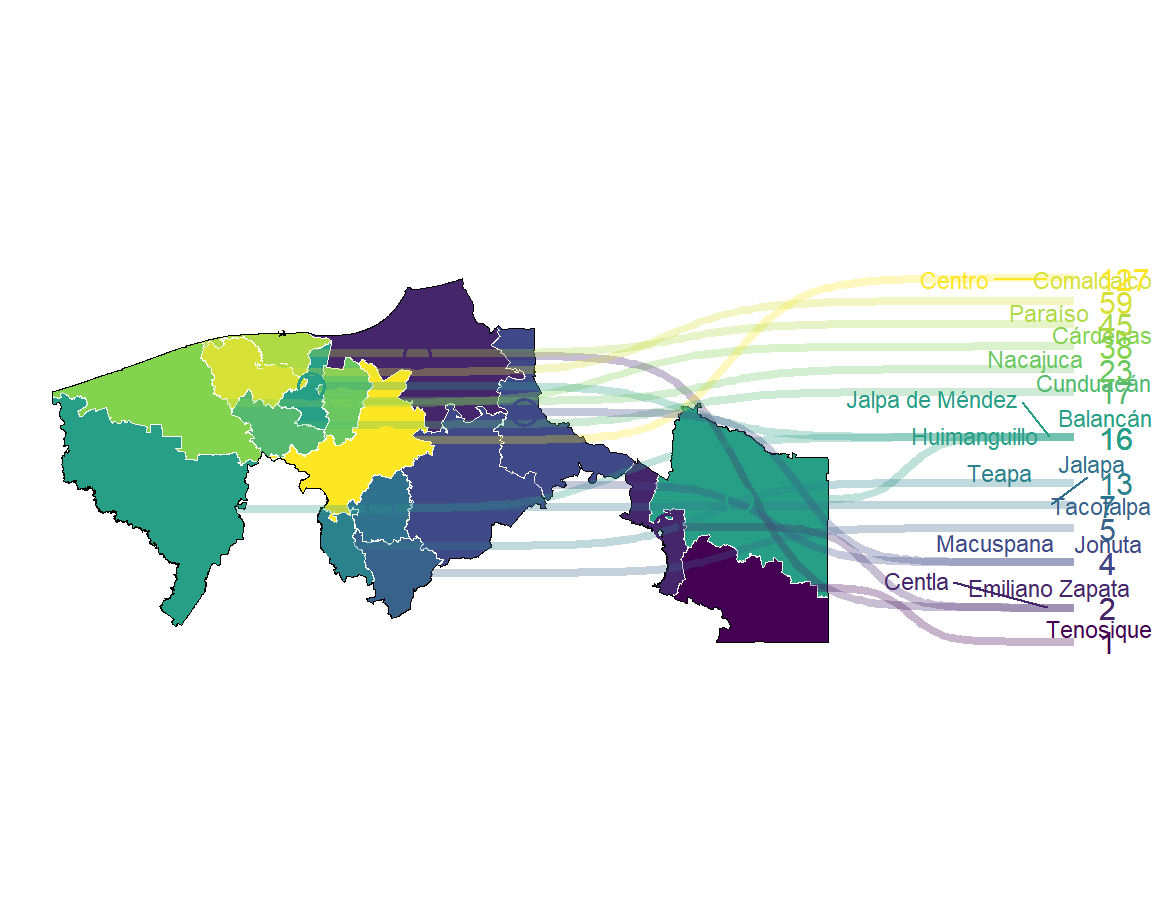 Centro
Comalcalco
127
59
Paraíso
45
Cárdenas
38
Nacajuca
23
Cunduacán
17
Jalpa de Méndez
Balancán
Huimanguillo
16
Jalapa
Teapa
13
Tacotalpa
7
5
Macuspana
Jonuta
4
Centla
Emiliano Zapata
2
Tenosique
1